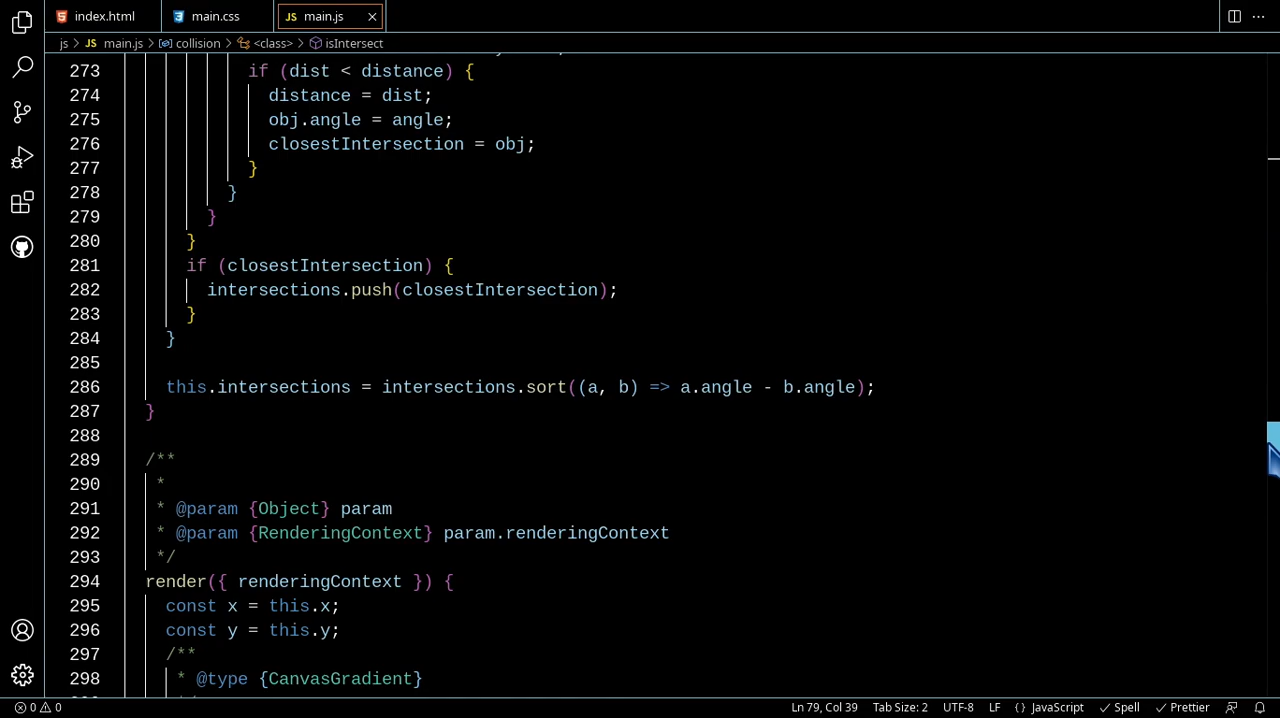 index.html
main.css
JS main.js
js > JS main.js > collision > <class> > isIntersect
273 if (dist < distance) {
274 distance = dist;
275 obj.angle = angle;
276 closestIntersection = obj;
277 }
278 }
279 }
280 }
281 if (closestIntersection) {
282 intersections.push(closestIntersection);
283 }
284 }
285
286 this.intersections = intersections.sort((a, b) => a.angle - b.angle);
287 }
288
289 /**
290 *
291 * @param {Object} param
292 * @param {RenderingContext} param.renderingContext
293 */
294 render({ renderingContext }) {
295 const x = this.x;
296 const y = this.y;
297 /**
298 * @type {CanvasGradient}
0 0 Ln 79, Col 39 Tab Size: 2 UTF-8 LF {} JavaScript Spell Prettier